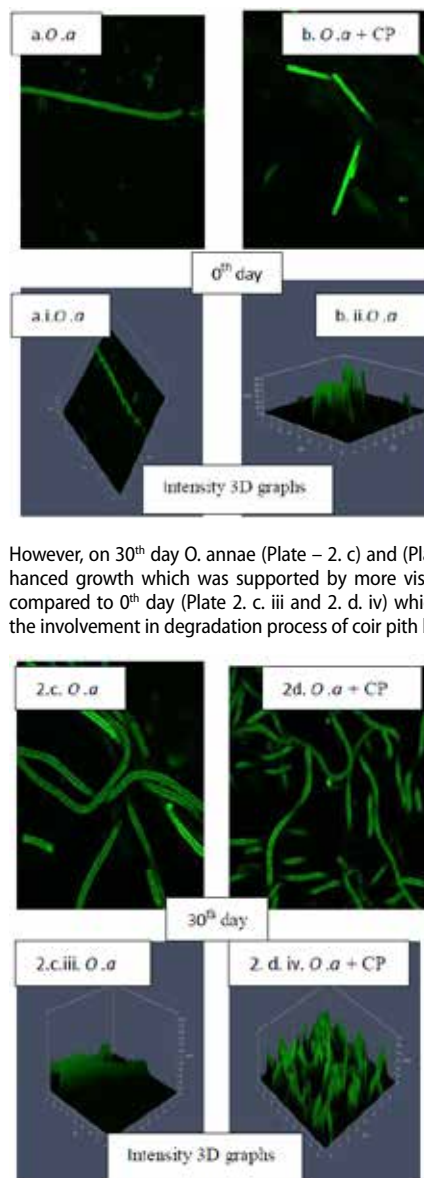 a.O.a
b. O.a + CP
0th day
a.i.O.a
b. ii.O.a
Intensity 3D graphs
However, on 30th day O. annae (Plate – 2. c) and (Pla
hanced growth which was supported by more vis
compared to 0th day (Plate 2. c. iii and 2. d. iv) whi
the involvement in degradation process of coir pith
2.c. O.a
2d. O.a + CP
30th day
2.c.iii. O.a
2. d. iv. O.a + CP
Intensity 3D graphs